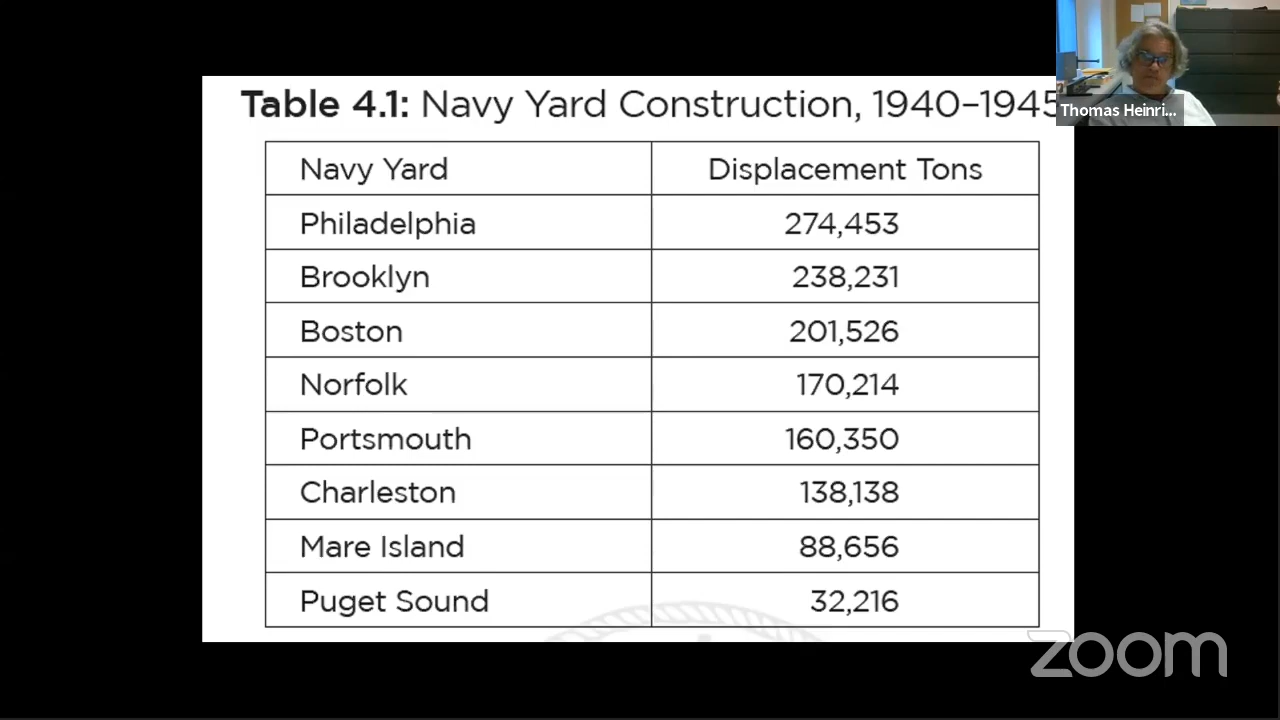 Table 4.1: Navy Yard Construction, 1940–1945
Thomas Heinri...
Navy Yard Displacement Tons
Philadelphia 274,453
Brooklyn 238,231
Boston 201,526
Norfolk 170,214
Portsmouth 160,350
Charleston 138,138
Mare Island 88,656
Puget Sound 32,216
zoom